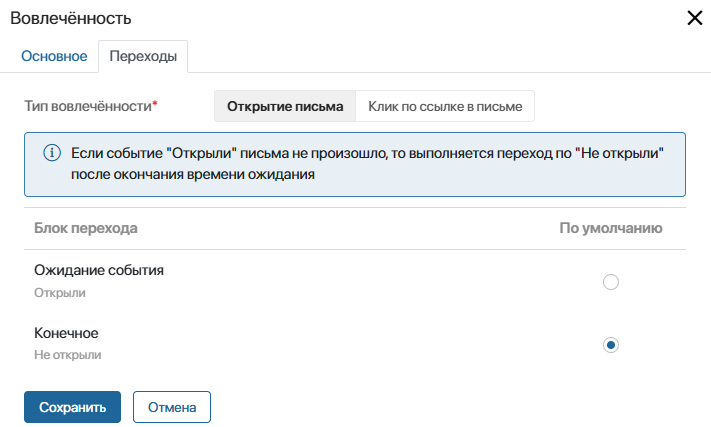 Вовлечённость
Основное
Переходы
Тип вовлечённости*
Открытие письма
Клик по ссылке в письме
Если событие "Открыли" письма не произошло, то выполняется переход по "Не открыли"
после окончания времени ожидания
Блок перехода
По умолчанию
Ожидание события
Открыли
Конечное
Не открыли
Сохранить
Отмена